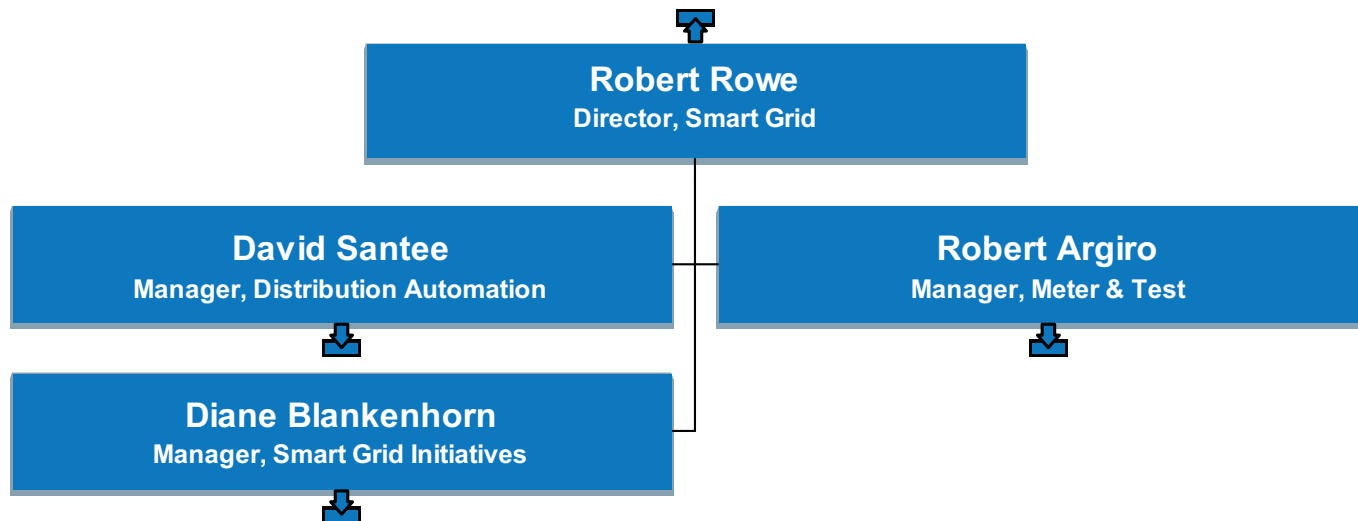 Robert Rowe
Director, Smart Grid
David Santee
Manager, Distribution Automation
Robert Argiro
Manager, Meter & Test
Diane Blankenhorn
Manager, Smart Grid Initiatives